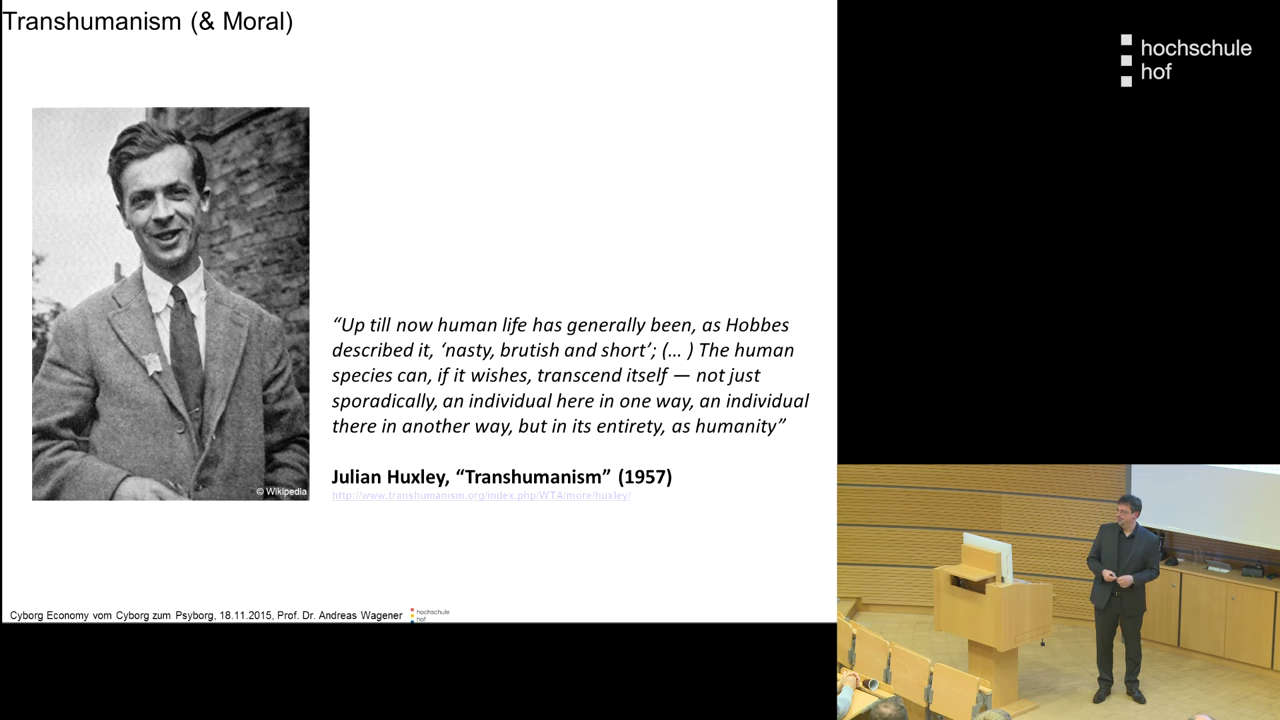 Transhumanism (& Moral)
hochschule
hof
“Up till now human life has generally been, as Hobbes
described it, ‘nasty, brutish and short’; (… ) The human
species can, if it wishes, transcend itself — not just
sporadically, an individual here in one way, an individual
there in another way, but in its entirety, as humanity”
Julian Huxley, “Transhumanism” (1957)
© Wikipedia
http://www.transhumanism.org/index.php/WTA/more/huxley/
Cyborg Economy vom Cyborg zum Psyborg, 18.11.2015, Prof. Dr. Andreas Wagener
hochschule
hof